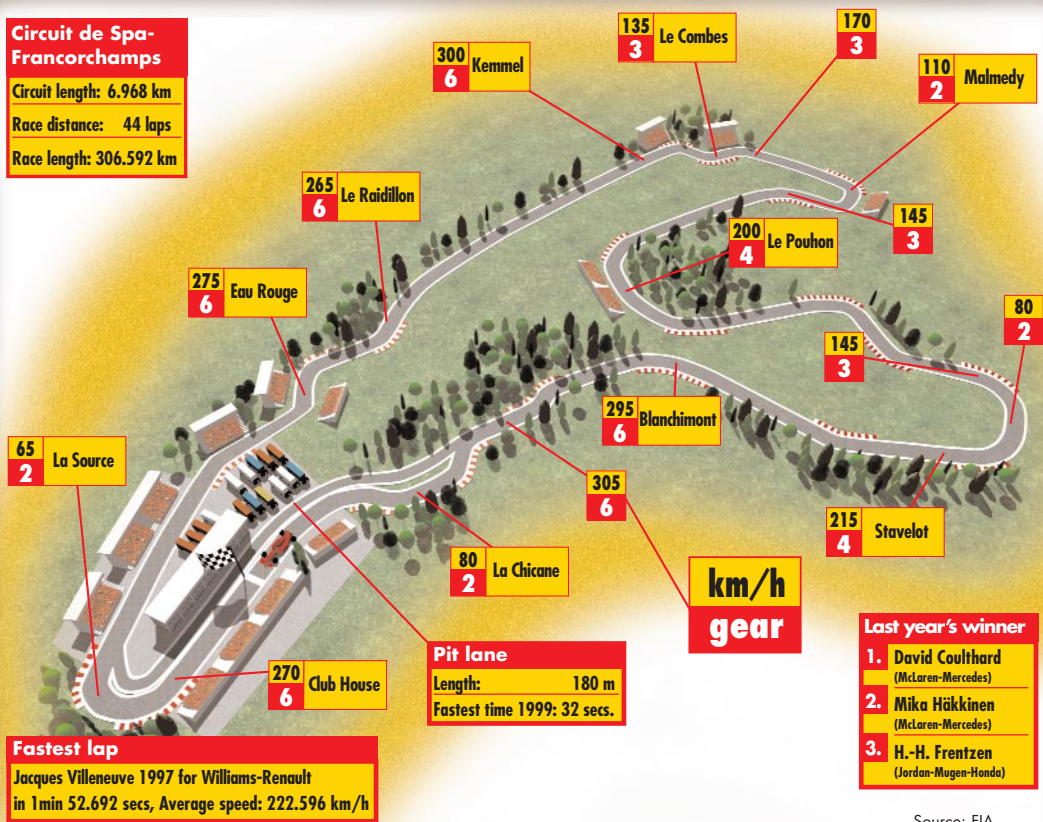 Circuit de Spa-
Francorchamps
Circuit length: 6.968 km
Race distance: 44 laps
Race length: 306.592 km
300
6
Kemmel
135
3
Le Combes
170
3
110
2
Malmedy
265
6
Le Raidillon
145
3
200
4
Le Pouhon
275
6
Eau Rouge
80
2
145
3
295
6
Blanchimont
65
2
La Source
305
6
215
4
Stavelot
80
2
La Chicane
km/h
gear
270
6
Club House
Pit lane
Length: 180 m
Fastest time 1999: 32 secs.
Last year's winner
1. David Coulthard
(McLaren-Mercedes)
2. Mika Häkkinen
(McLaren-Mercedes)
3. H.-H. Frentzen
(Jordan-Mugen-Honda)
Fastest lap
Jacques Villeneuve 1997 for Williams-Renault
in 1min 52.692 secs, Average speed: 222.596 km/h
Source: FIA